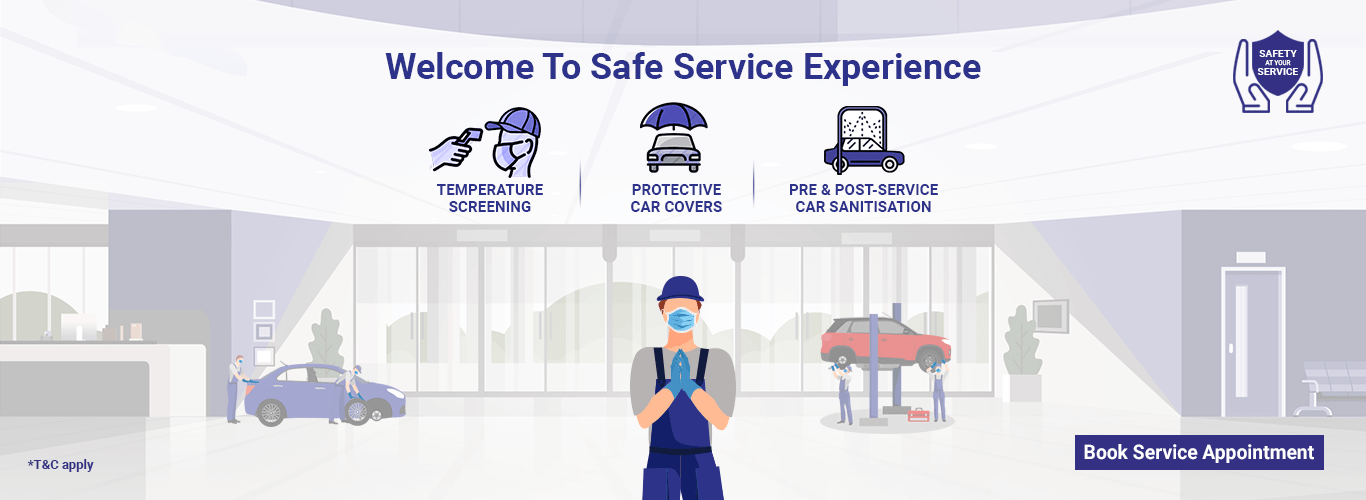 Welcome To Safe Service Experience
SAFETY
AT YOUR
SERVICE
TEMPERATURE
SCREENING
PROTECTIVE
CAR COVERS
PRE & POST-SERVICE
CAR SANITISATION
*T&C apply
Book Service Appointment